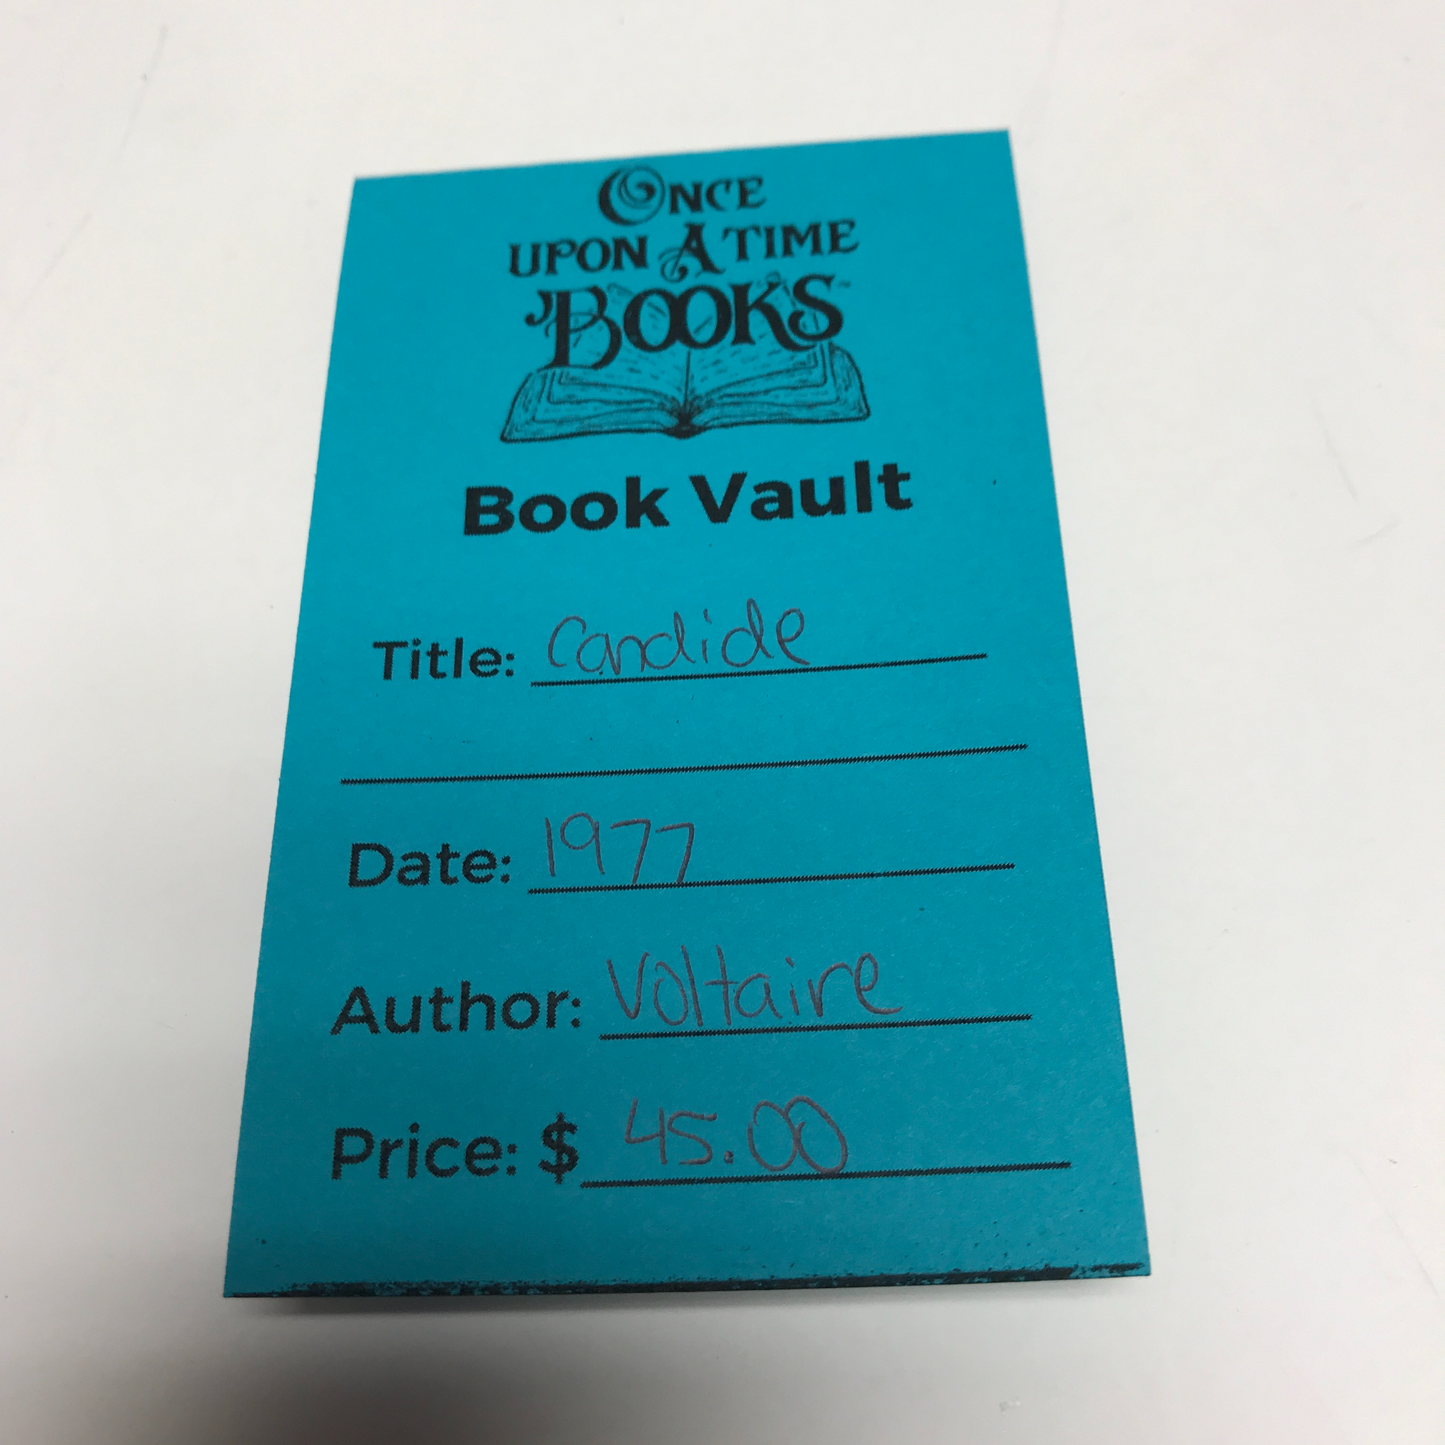 ONCE
UPON A TIME
BOOKS
Book Vault
Title: Candide
Date: 1977
Author: Voltaire
Price: $ 45.00